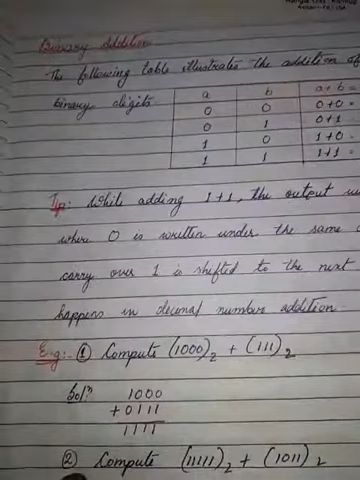 Binary Addition
The following table illustrates the addition of
binary digits
a b a + b =
0 0 0 + 0 =
0 1 0 + 1
1 0 1 + 0 =
1 1 1 + 1 =
Tip: While adding 1+1, the output
where 0 is written under the same
carry over 1 is shifted to the next
happens in decimal number addition.
E.g:- ① Compute (1000)₂ + (111)₂
Solⁿ 1000
+ 0111
1111
② Compute (11111)₂ + (1011)₂